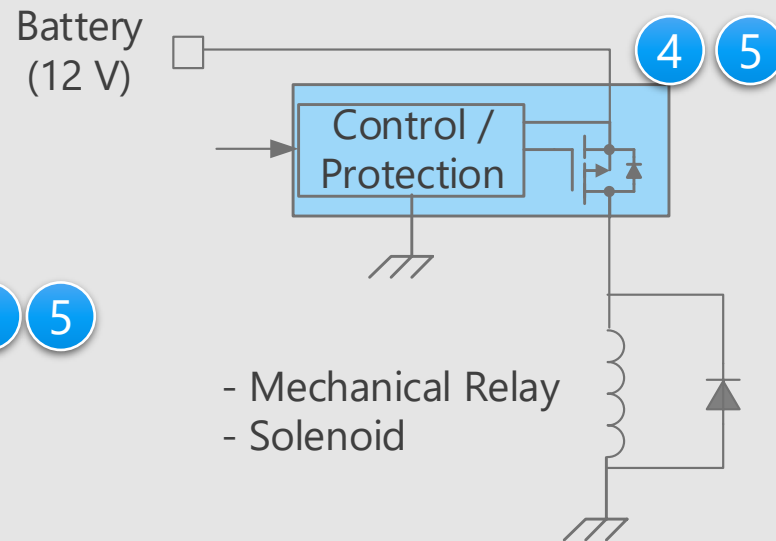 Battery
(12 V)
4 5
Control /
Protection
5
- Mechanical Relay
- Solenoid